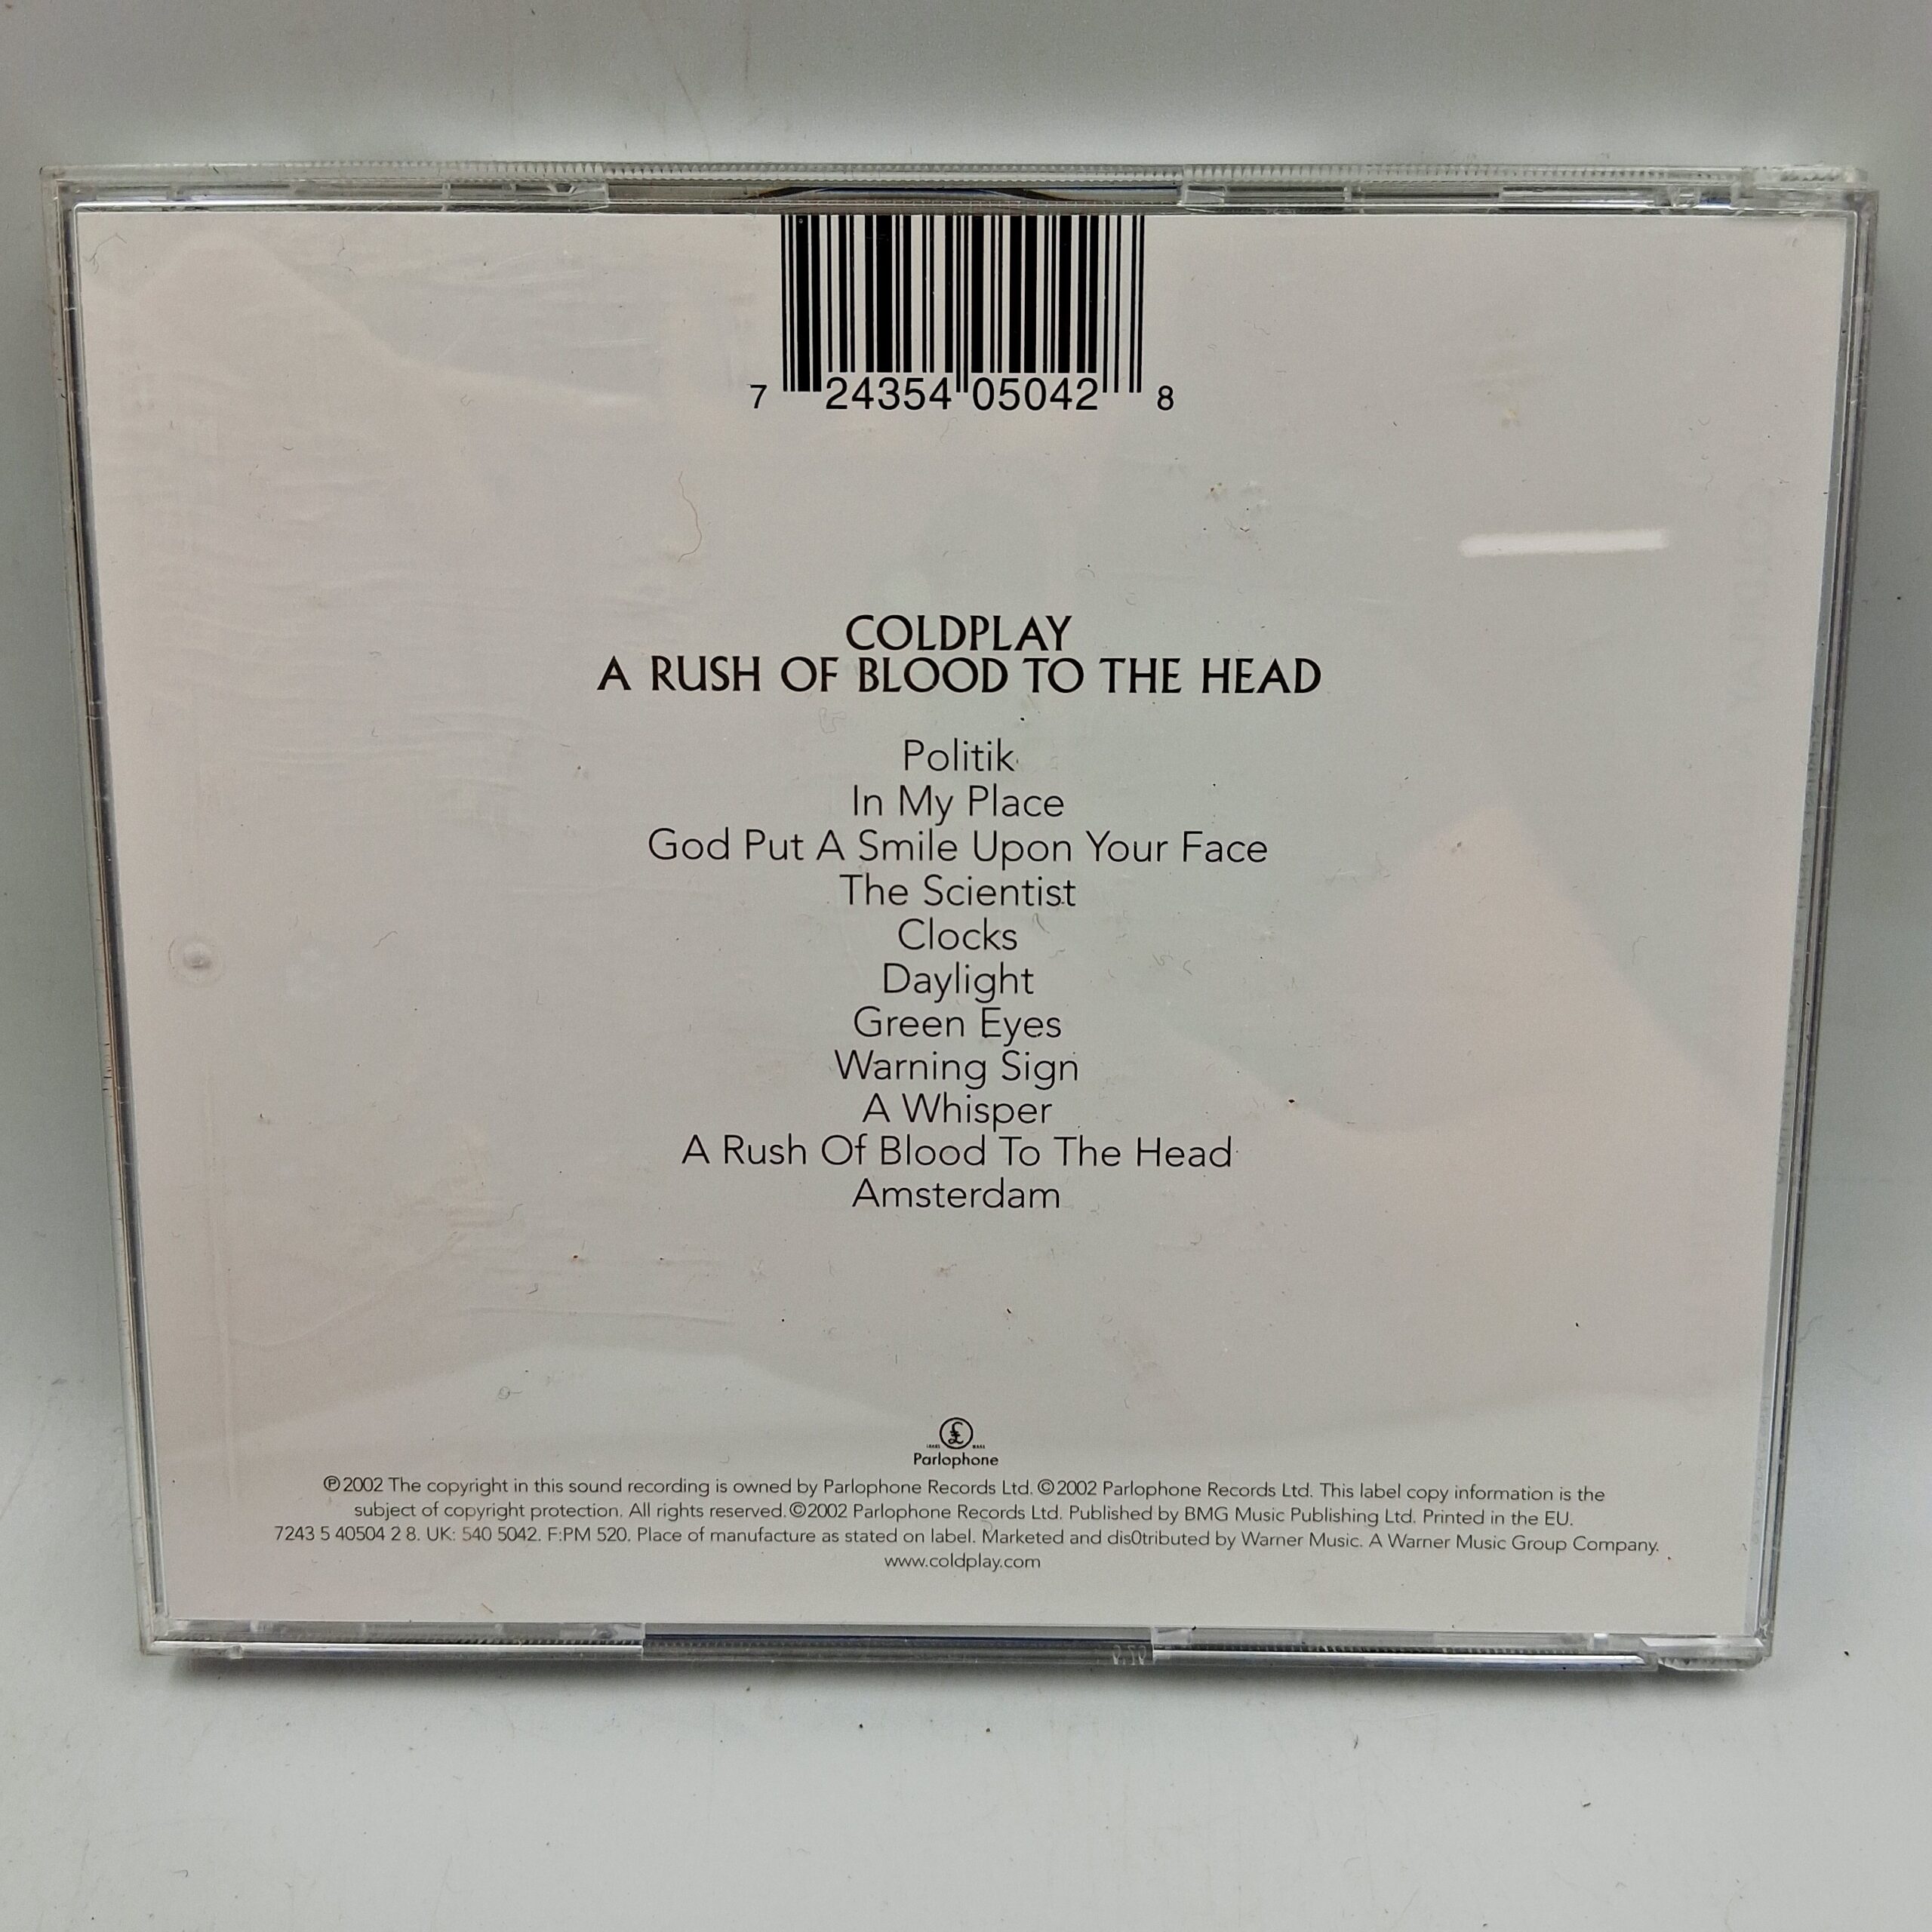 7 24354 05042 8
COLDPLAY
A RUSH OF BLOOD TO THE HEAD
Politik
In My Place
God Put A Smile Upon Your Face
The Scientist
Clocks
Daylight
Green Eyes
Warning Sign
A Whisper
A Rush Of Blood To The Head
Amsterdam
£
TRADE MARK
Parlophone
℗2002 The copyright in this sound recording is owned by Parlophone Records Ltd. ©2002 Parlophone Records Ltd. This label copy information is the
subject of copyright protection. All rights reserved. ©2002 Parlophone Records Ltd. Published by BMG Music Publishing Ltd. Printed in the EU.
7243 5 40504 2 8. UK: 540 5042. F:PM 520. Place of manufacture as stated on label. Marketed and dis0tributed by Warner Music. A Warner Music Group Company.
www.coldplay.com